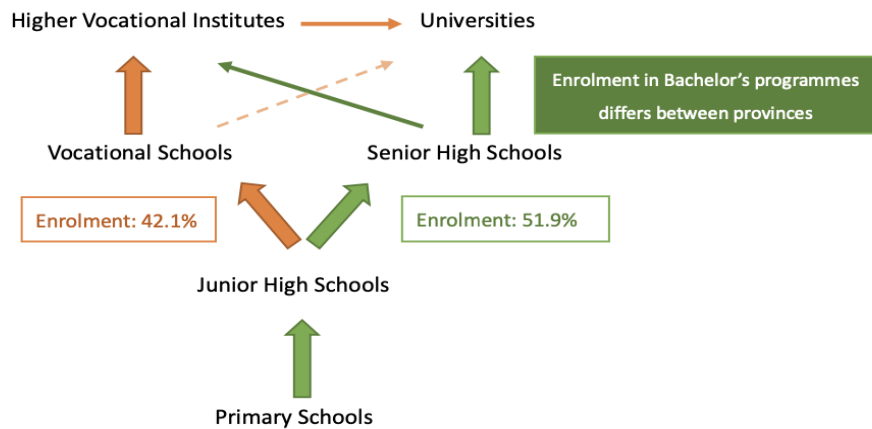 Higher Vocational Institutes
Universities
Enrolment in Bachelor's programmes
differs between provinces
Vocational Schools
Senior High Schools
Enrolment: 42.1%
Enrolment: 51.9%
Junior High Schools
Primary Schools